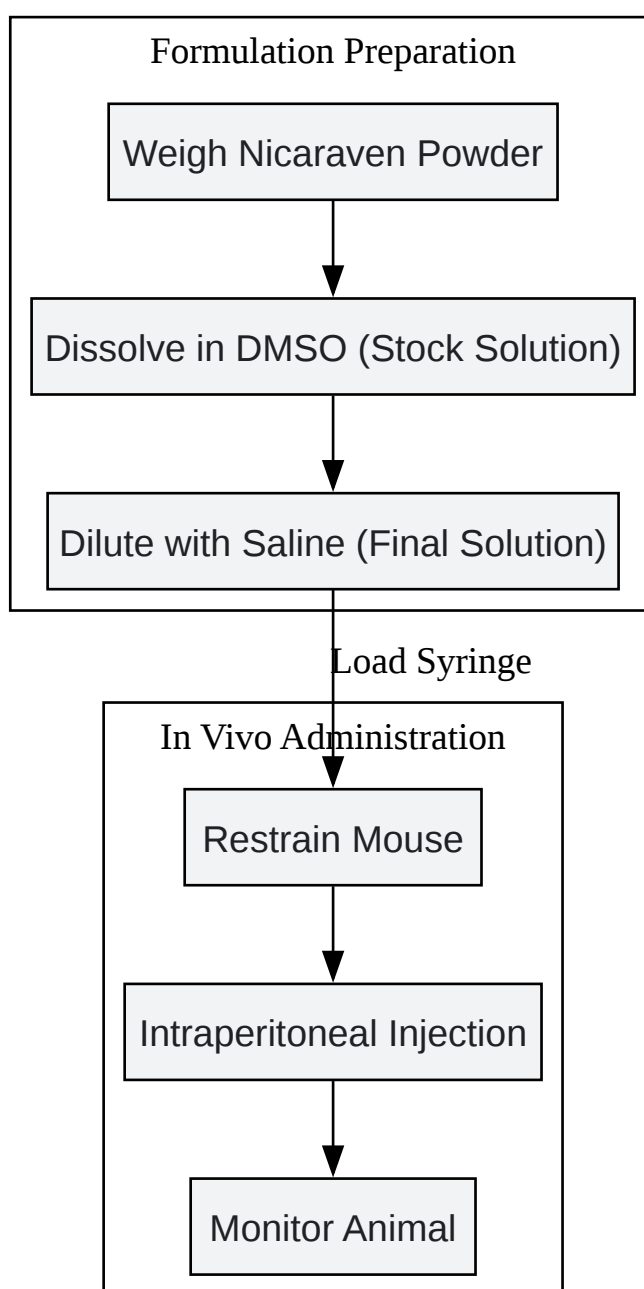 Formulation Preparation
Weigh Nicaraven Powder
Dissolve in DMSO (Stock Solution)
Dilute with Saline (Final Solution)
Load Syringe
In Vivo Administration
Restrain Mouse
Intraperitoneal Injection
Monitor Animal